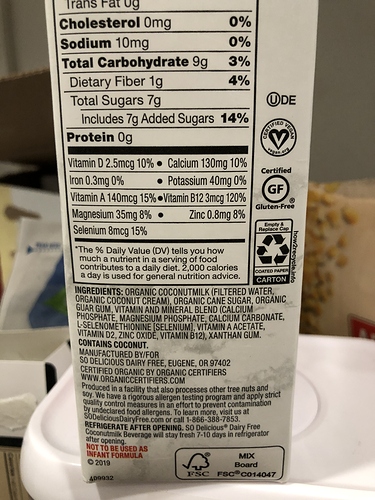 Trans Fat 0g
Cholesterol 0mg 0%
Sodium 10mg 0%
Total Carbohydrate 9g 3%
Dietary Fiber 1g 4%
Total Sugars 7g
Includes 7g Added Sugars 14%
Protein 0g
Vitamin D 2.5mcg 10% • Calcium 130mg 10%
Iron 0.3mg 0% • Potassium 40mg 0%
Vitamin A 140mcg 15% • Vitamin B12 3mcg 120%
Magnesium 35mg 8% • Zinc 0.8mg 8%
Selenium 8mcg 15%
*The % Daily Value (DV) tells you how
much a nutrient in a serving of food
contributes to a daily diet. 2,000 calories
a day is used for general nutrition advice.
UDE
CERTIFIED VEGAN
V
vegan.org
Certified
GF
®
Gluten-Free
Empty &
Replace Cap
COATED PAPER
CARTON
how2recycle.info
INGREDIENTS: ORGANIC COCONUTMILK (FILTERED WATER,
ORGANIC COCONUT CREAM), ORGANIC CANE SUGAR, ORGANIC
GUAR GUM, VITAMIN AND MINERAL BLEND (CALCIUM
PHOSPHATE, MAGNESIUM PHOSPHATE, CALCIUM CARBONATE,
L-SELENOMETHIONINE [SELENIUM], VITAMIN A ACETATE,
VITAMIN D2, ZINC OXIDE, VITAMIN B12), XANTHAN GUM.
CONTAINS COCONUT.
MANUFACTURED BY/FOR
SO DELICIOUS DAIRY FREE, EUGENE, OR 97402
CERTIFIED ORGANIC BY ORGANIC CERTIFIERS
WWW.ORGANICCERTIFIERS.COM
Produced in a facility that also processes other tree nuts and
soy. We have a rigorous allergen testing program and apply strict
quality control measures in an effort to prevent contamination
by undeclared food allergens. To learn more, visit us at
SODeliciousDairyFree.com or call 1-866-388-7853.
REFRIGERATE AFTER OPENING. SO Delicious® Dairy Free
Coconutmilk Beverage will stay fresh 7-10 days in refrigerator
after opening.
NOT TO BE USED AS
INFANT FORMULA
© 2019
FSC
MIX
Board
FSC® C014047